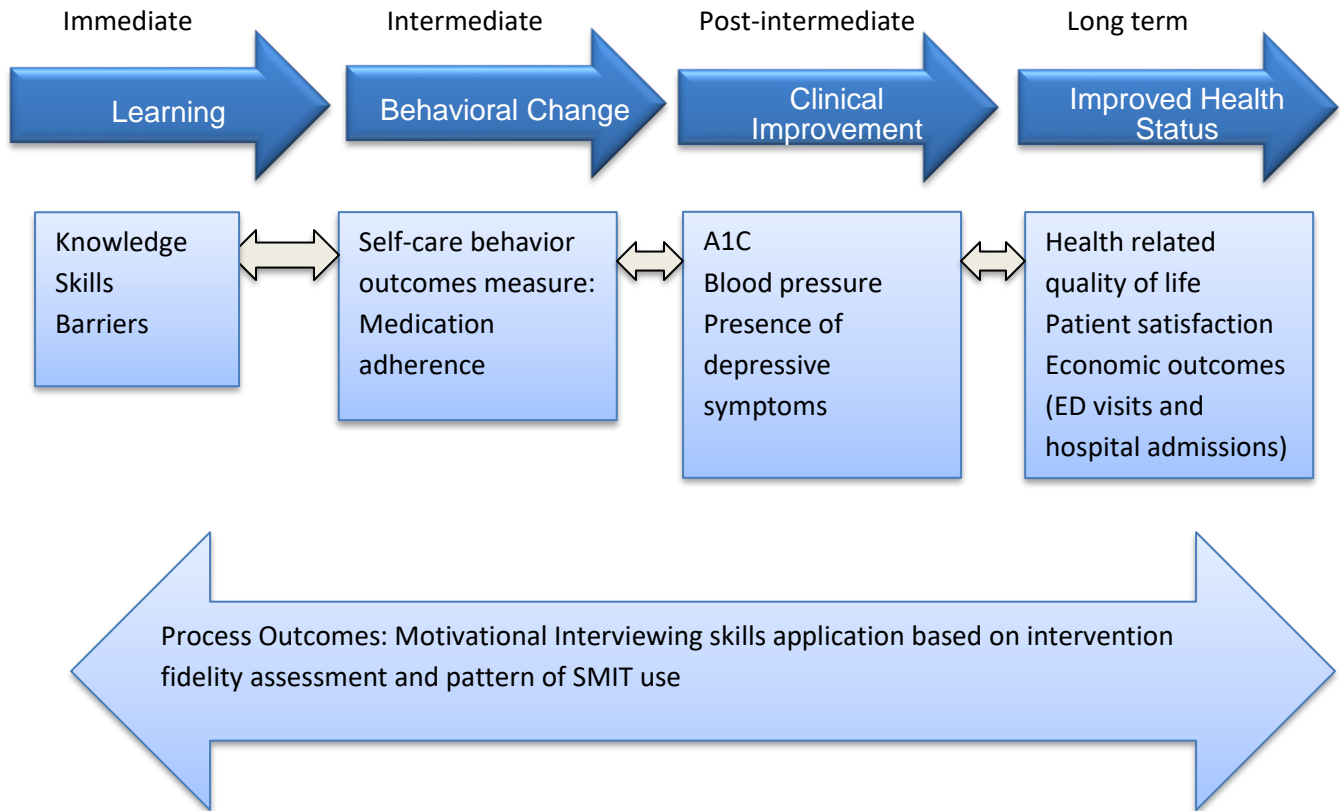 Immediate
Intermediate
Post-intermediate
Long term
Learning
Behavioral Change
Clinical
Improvement
Improved Health
Status
Knowledge
Skills
Barriers
Self-care behavior
outcomes measure:
Medication
adherence
A1C
Blood pressure
Presence of
depressive
symptoms
Health related
quality of life
Patient satisfaction
Economic outcomes
(ED visits and
hospital admissions)
Process Outcomes: Motivational Interviewing skills application based on intervention
fidelity assessment and pattern of SMIT use